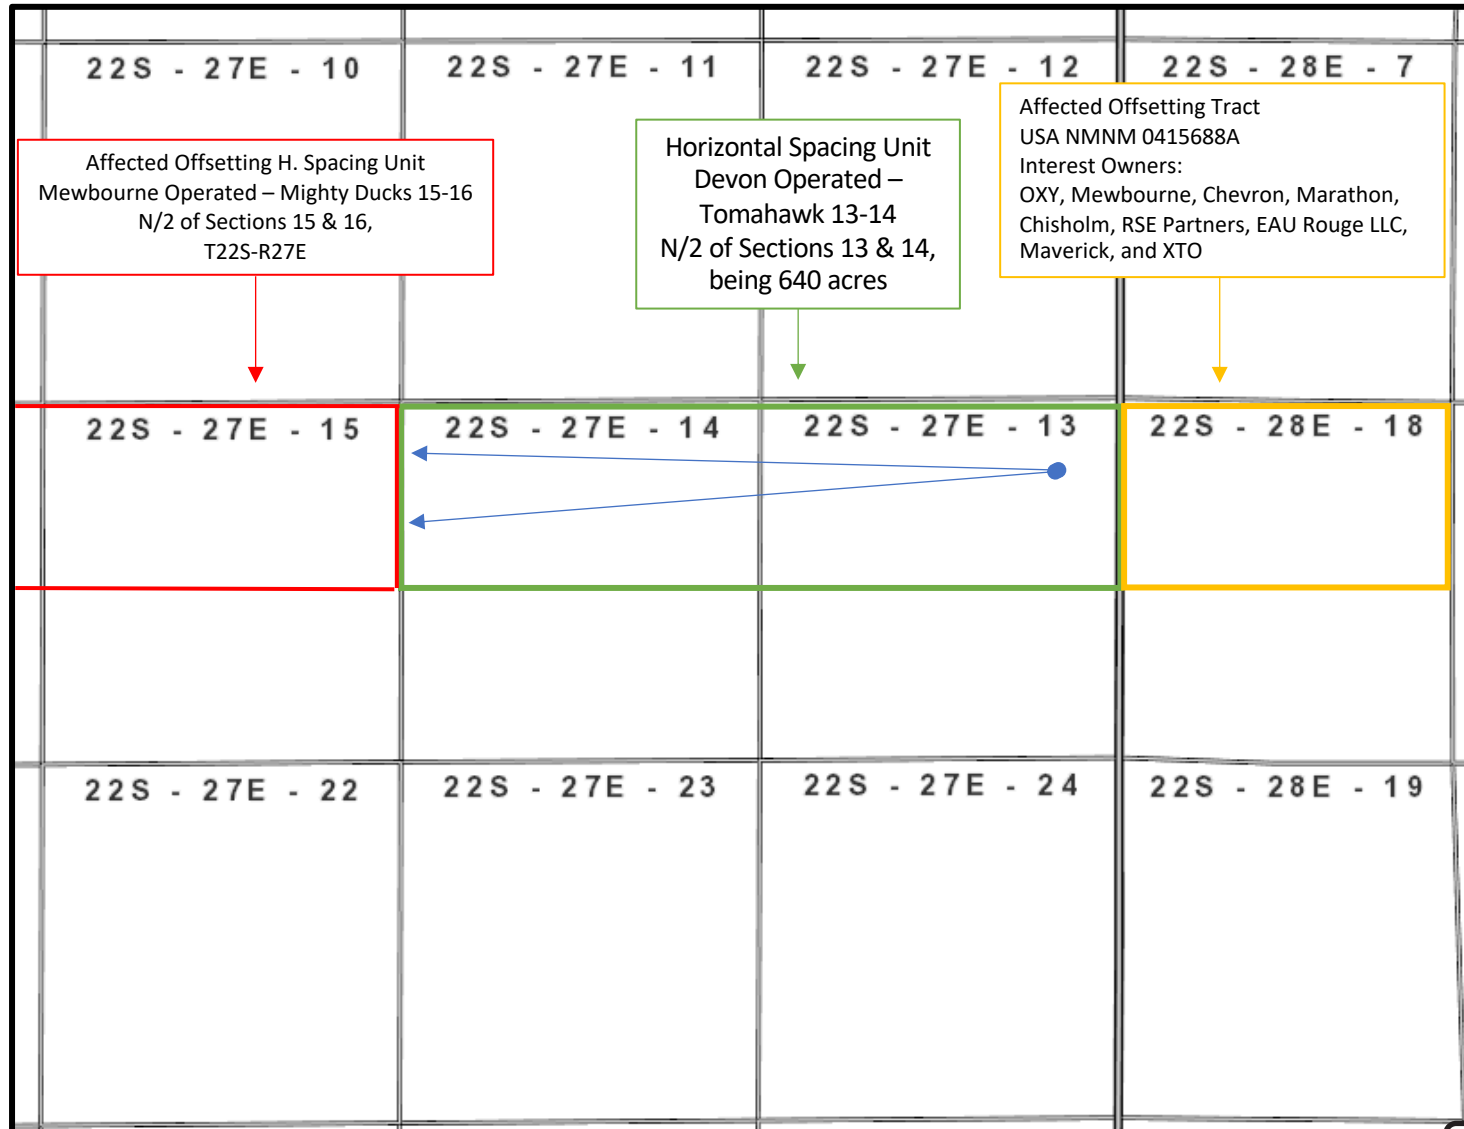 22S - 27E - 10
22S - 27E - 11
22S - 27E - 12
22S - 28E - 7
Affected Offsetting H. Spacing Unit
Mewbourne Operated – Mighty Ducks 15-16
N/2 of Sections 15 & 16,
T22S-R27E
Horizontal Spacing Unit
Devon Operated –
Tomahawk 13-14
N/2 of Sections 13 & 14,
being 640 acres
Affected Offsetting Tract
USA NMNM 0415688A
Interest Owners:
OXY, Mewbourne, Chevron, Marathon,
Chisholm, RSE Partners, EAU Rouge LLC,
Maverick, and XTO
22S - 27E - 15
22S - 27E - 14
22S - 27E - 13
22S - 28E - 18
22S - 27E - 22
22S - 27E - 23
22S - 27E - 24
22S - 28E - 19